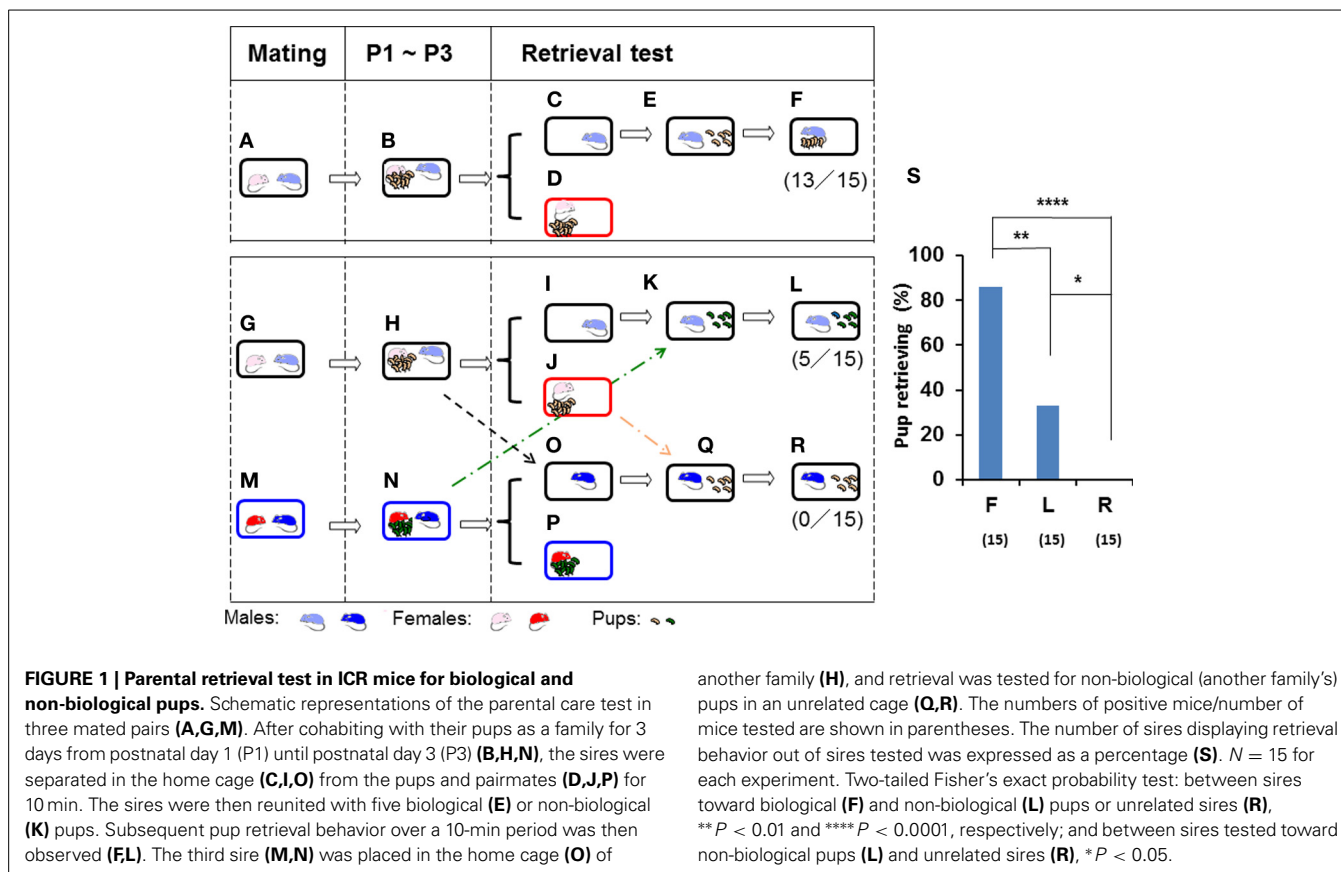 Mating P1 ~ P3 Retrieval test
C E F
A B
(13／15)
D
S
****
**
*
100
80
60
40
20
0
Pup retrieving (%)
F L R
(15) (15) (15)
I K L
G H
(5／15)
J
O Q R
M N
(0／15)
P
Males: Females: Pups:
FIGURE 1 | Parental retrieval test in ICR mice for biological and
non-biological pups. Schematic representations of the parental care test in
three mated pairs (A,G,M). After cohabiting with their pups as a family for 3
days from postnatal day 1 (P1) until postnatal day 3 (P3) (B,H,N), the sires were
separated in the home cage (C,I,O) from the pups and pairmates (D,J,P) for
10 min. The sires were then reunited with five biological (E) or non-biological
(K) pups. Subsequent pup retrieval behavior over a 10-min period was then
observed (F,L). The third sire (M,N) was placed in the home cage (O) of
another family (H), and retrieval was tested for non-biological (another family's)
pups in an unrelated cage (Q,R). The numbers of positive mice/number of
mice tested are shown in parentheses. The number of sires displaying retrieval
behavior out of sires tested was expressed as a percentage (S). N = 15 for
each experiment. Two-tailed Fisher's exact probability test: between sires
toward biological (F) and non-biological (L) pups or unrelated sires (R),
**P < 0.01 and ****P < 0.0001, respectively; and between sires tested toward
non-biological pups (L) and unrelated sires (R), *P < 0.05.